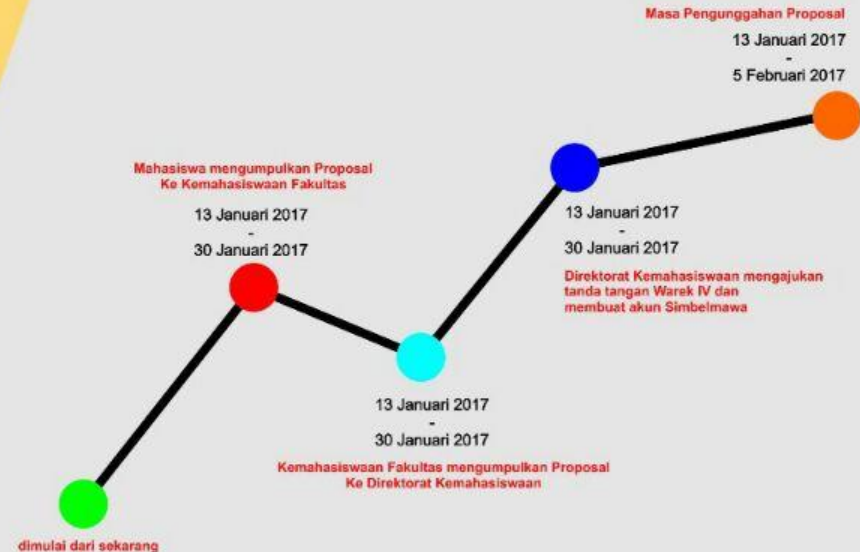 Masa Pengunggahan Proposal
13 Januari 2017
-
5 Februari 2017
Mahasiswa mengumpulkan Proposal
Ke Kemahasiswaan Fakultas
13 Januari 2017
-
30 Januari 2017
13 Januari 2017
-
30 Januari 2017
Direktorat Kemahasiswaan mengajukan
tanda tangan Warek IV dan
membuat akun Simbelmawa
13 Januari 2017
-
30 Januari 2017
Kemahasiswaan Fakultas mengumpulkan Proposal
Ke Direktorat Kemahasiswaan
dimulai dari sekarang